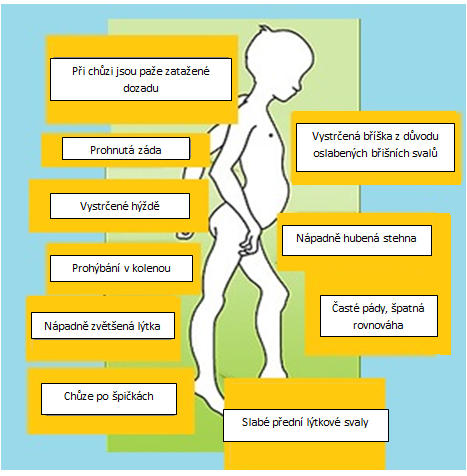 Při chůzi jsou paže zatažené
dozadu
Prohnutá záda
Vystrčené hýždě
Prohýbání v kolenou
Nápadně zvětšená lýtka
Chůze po špičkách
Vystrčená bříška z důvodu
oslabených břišních svalů
Nápadně hubená stehna
Časté pády, špatná
rovnováha
Slabé přední lýtkové svaly